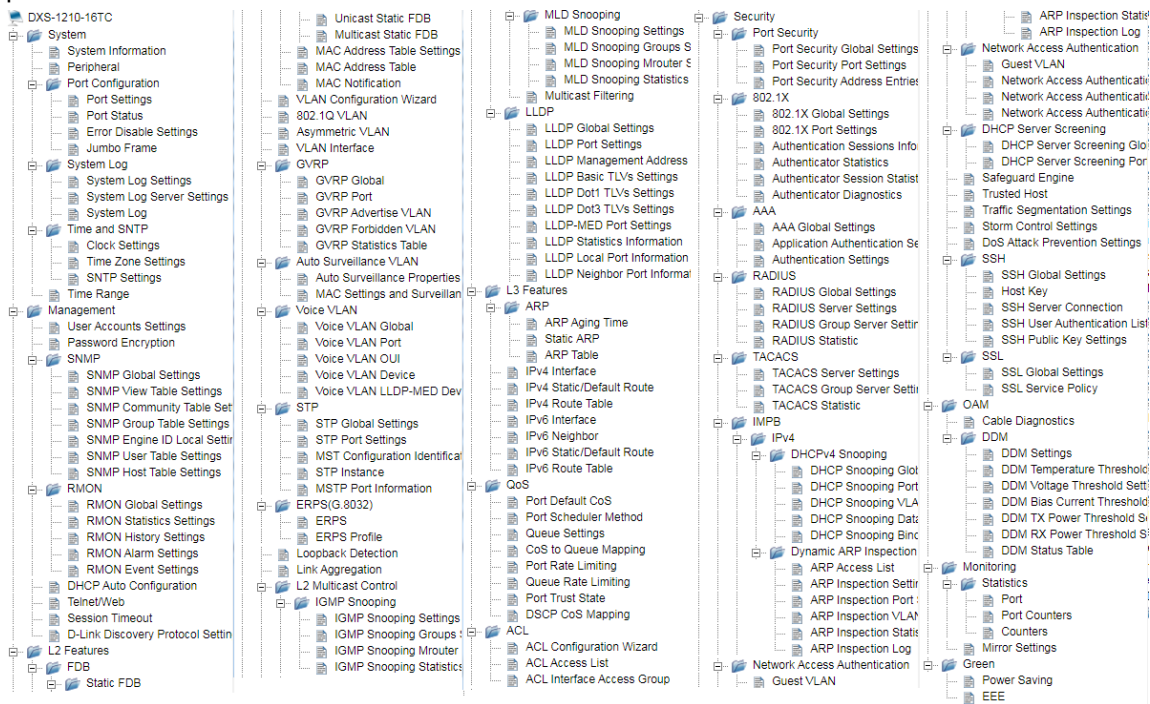 DXS-1210-16TC
System
System Information
Peripheral
Port Configuration
Port Settings
Port Status
Error Disable Settings
Jumbo Frame
System Log
System Log Settings
System Log Server Settings
System Log
Time and SNTP
Clock Settings
Time Zone Settings
SNTP Settings
Time Range
Management
User Accounts Settings
Password Encryption
SNMP
SNMP Global Settings
SNMP View Table Settings
SNMP Community Table Set
SNMP Group Table Settings
SNMP Engine ID Local Settin
SNMP User Table Settings
SNMP Host Table Settings
RMON
RMON Global Settings
RMON Statistics Settings
RMON History Settings
RMON Alarm Settings
RMON Event Settings
DHCP Auto Configuration
Telnet/Web
Session Timeout
D-Link Discovery Protocol Settin
L2 Features
FDB
Static FDB
Unicast Static FDB
Multicast Static FDB
MAC Address Table Settings
MAC Address Table
MAC Notification
VLAN Configuration Wizard
802.1Q VLAN
Asymmetric VLAN
VLAN Interface
GVRP
GVRP Global
GVRP Port
GVRP Advertise VLAN
GVRP Forbidden VLAN
GVRP Statistics Table
Auto Surveillance VLAN
Auto Surveillance Properties
MAC Settings and Surveillan
Voice VLAN
Voice VLAN Global
Voice VLAN Port
Voice VLAN OUI
Voice VLAN Device
Voice VLAN LLDP-MED Dev
STP
STP Global Settings
STP Port Settings
MST Configuration Identificat
STP Instance
MSTP Port Information
ERPS(G.8032)
ERPS
ERPS Profile
Loopback Detection
Link Aggregation
L2 Multicast Control
IGMP Snooping
IGMP Snooping Settings
IGMP Snooping Groups S
IGMP Snooping Mrouter
IGMP Snooping Statistics
MLD Snooping
MLD Snooping Settings
MLD Snooping Groups S
MLD Snooping Mrouter S
MLD Snooping Statistics
Multicast Filtering
LLDP
LLDP Global Settings
LLDP Port Settings
LLDP Management Address
LLDP Basic TLVs Settings
LLDP Dot1 TLVs Settings
LLDP Dot3 TLVs Settings
LLDP-MED Port Settings
LLDP Statistics Information
LLDP Local Port Information
LLDP Neighbor Port Informat
L3 Features
ARP
ARP Aging Time
Static ARP
ARP Table
IPv4 Interface
IPv4 Static/Default Route
IPv4 Route Table
IPv6 Interface
IPv6 Neighbor
IPv6 Static/Default Route
IPv6 Route Table
QoS
Port Default CoS
Port Scheduler Method
Queue Settings
CoS to Queue Mapping
Port Rate Limiting
Queue Rate Limiting
Port Trust State
DSCP CoS Mapping
ACL
ACL Configuration Wizard
ACL Access List
ACL Interface Access Group
Security
Port Security
Port Security Global Settings
Port Security Port Settings
Port Security Address Entries
802.1X
802.1X Global Settings
802.1X Port Settings
Authentication Sessions Info
Authenticator Statistics
Authenticator Session Statist
Authenticator Diagnostics
AAA
AAA Global Settings
Application Authentication Se
Authentication Settings
RADIUS
RADIUS Global Settings
RADIUS Server Settings
RADIUS Group Server Settin
RADIUS Statistic
TACACS
TACACS Server Settings
TACACS Group Server Settin
TACACS Statistic
IMPB
IPv4
DHCPv4 Snooping
DHCP Snooping Glob
DHCP Snooping Port
DHCP Snooping VLA
DHCP Snooping Data
DHCP Snooping Bind
Dynamic ARP Inspection
ARP Access List
ARP Inspection Settin
ARP Inspection Port
ARP Inspection VLAN
ARP Inspection Statis
ARP Inspection Log
Network Access Authentication
Guest VLAN
ARP Inspection Statis
ARP Inspection Log
Network Access Authentication
Guest VLAN
Network Access Authenticatio
Network Access Authenticatio
Network Access Authenticatio
DHCP Server Screening
DHCP Server Screening Glo
DHCP Server Screening Por
Safeguard Engine
Trusted Host
Traffic Segmentation Settings
Storm Control Settings
DoS Attack Prevention Settings
SSH
SSH Global Settings
Host Key
SSH Server Connection
SSH User Authentication List
SSH Public Key Settings
SSL
SSL Global Settings
SSL Service Policy
OAM
Cable Diagnostics
DDM
DDM Settings
DDM Temperature Threshold
DDM Voltage Threshold Sett
DDM Bias Current Threshold
DDM TX Power Threshold Se
DDM RX Power Threshold S
DDM Status Table
Monitoring
Statistics
Port
Port Counters
Counters
Mirror Settings
Green
Power Saving
EEE